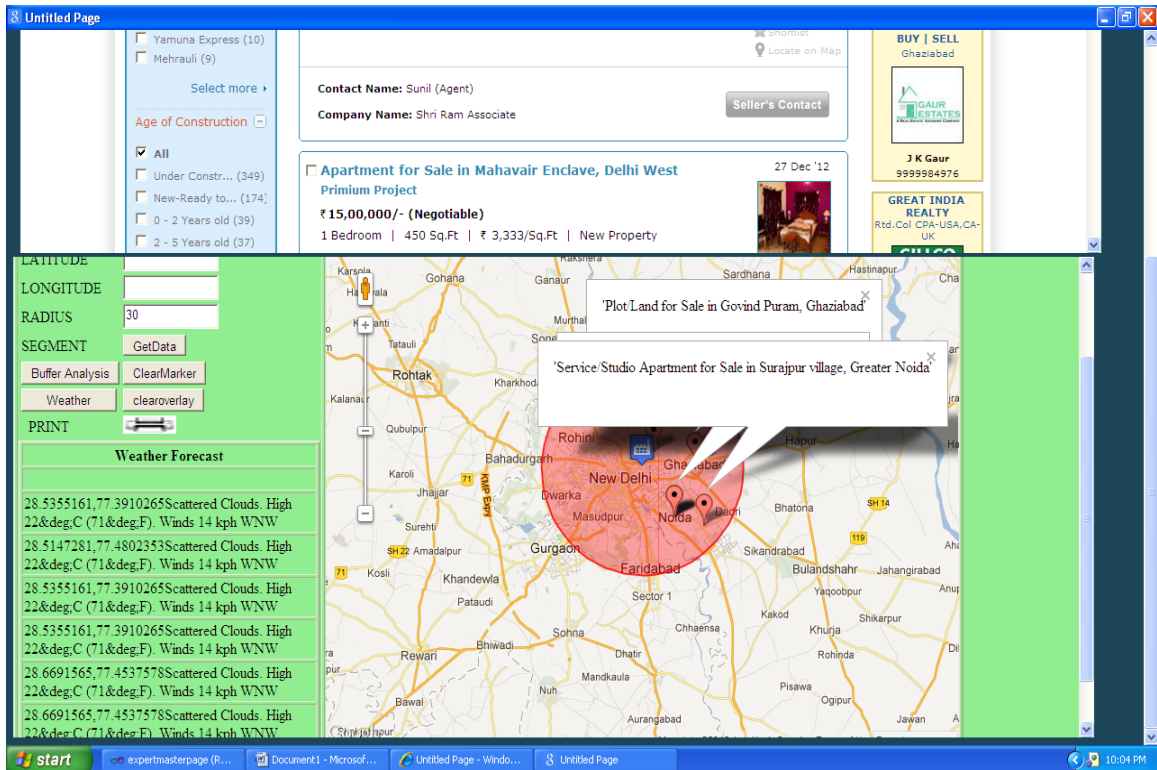 Untitled Page
Yamuna Express (10)
Mehrauli (9)
Select more
Age of Construction
All
Under Constr... (349)
New-Ready to... (174)
0 - 2 Years old (39)
2 - 5 Years old (37)
Shortlist
Locate on Map
Contact Name: Sunil (Agent)
Company Name: Shri Ram Associate
Seller's Contact
Apartment for Sale in Mahavair Enclave, Delhi West
27 Dec '12
Primium Project
₹ 15,00,000/- (Negotiable)
1 Bedroom | 450 Sq.Ft | ₹ 3,333/Sq.Ft | New Property
BUY | SELL
Ghaziabad
GAUR
ESTATES
J K Gaur
9999984976
GREAT INDIA
REALTY
Rtd.Col CPA-USA,CA-
UK
LATITUDE
LONGITUDE
RADIUS
30
SEGMENT
GetData
Buffer Analysis
ClearMarker
Weather
clearoverlay
PRINT
Weather Forecast
28.5355161,77.3910265Scattered Clouds. High
22&deg;C (71&deg;F). Winds 14 kph WNW
28.5147281,77.4802353Scattered Clouds. High
22&deg;C (71&deg;F). Winds 14 kph WNW
28.5355161,77.3910265Scattered Clouds. High
22&deg;C (71&deg;F). Winds 14 kph WNW
28.5355161,77.3910265Scattered Clouds. High
22&deg;C (71&deg;F). Winds 14 kph WNW
28.6691565,77.4537578Scattered Clouds. High
22&deg;C (71&deg;F). Winds 14 kph WNW
28.6691565,77.4537578Scattered Clouds. High
22&deg;C (71&deg;F). Winds 14 kph WNW
Karsola
Gohana
Ganaur
Sardhana
Hastinapur
Cha
'Plot/Land for Sale in Govind Puram, Ghaziabad'
Murthal
Tatauli
'Service/Studio Apartment for Sale in Surajpur village, Greater Noida'
Rohtak
Kharkhoda
Kalanaur
Qubulpur
Rohini
Hapur
Bahadurgarh
Ghaziabad
Karoli
71
KMP Expy
New Delhi
Jhajjar
Dwarka
Masudpur
Noida
Dadri
Bhatona
SH 14
Surehti
119
SH 22
Amadalpur
Gurgaon
Sikandrabad
71
Kosli
Khandewla
Faridabad
Bulandshahr
Jahangirabad
Pataudi
Sector 1
Yaqoobpur
Kakod
Shikarpur
Sohna
Chhaensa
Khurja
Rewari
Bhiwadi
Dhatir
Rohinda
Mandkaula
Nuh
Pisawa
Bawal
Ogipur
Aurangabad
Jawan
start
expertmasterpage (R...
Document1 - Microsof...
Untitled Page - Windo...
Untitled Page
10:04 PM